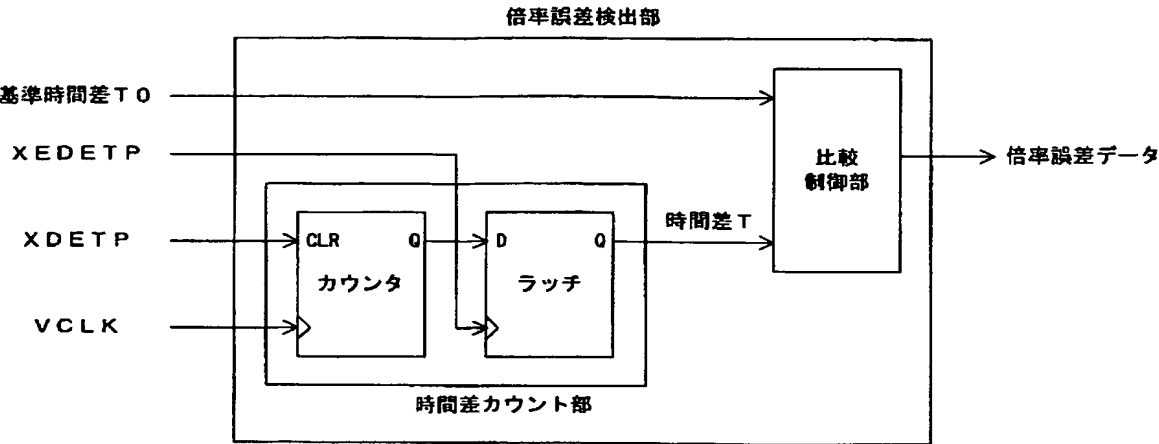 倍率誤差検出部
基準時間差T0
XEDETP
XDETP
VCLK
CLR Q
カウンタ
D Q
ラッチ
時間差T
比較
制御部
倍率誤差データ
時間差カウント部